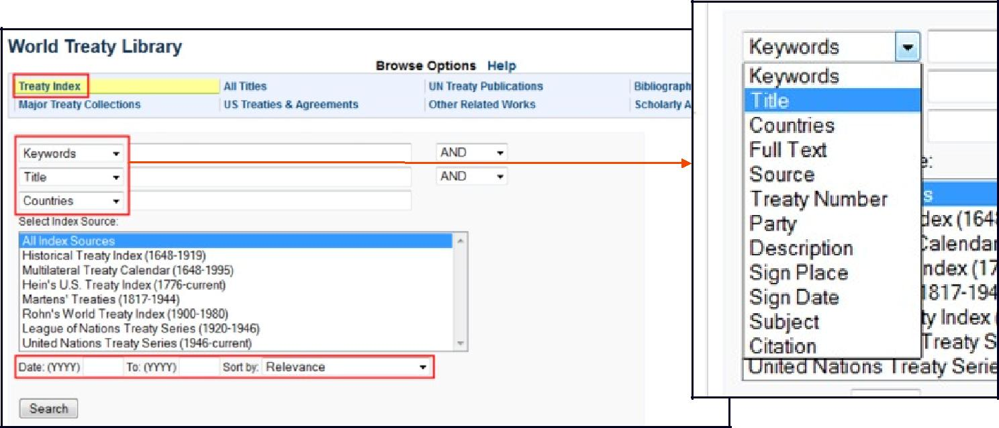 World Treaty Library
Browse Options Help
Treaty Index All Titles UN Treaty Publications Bibliograph
Major Treaty Collections US Treaties & Agreements Other Related Works Scholarly A
Keywords AND
Title AND
Countries
Select Index Source:
All Index Sources
Historical Treaty Index (1648-1919)
Multilateral Treaty Calendar (1648-1995)
Hein's U.S. Treaty Index (1776-current)
Martens' Treaties (1817-1944)
Rohn's World Treaty Index (1900-1980)
League of Nations Treaty Series (1920-1946)
United Nations Treaty Series (1946-current)
Date: (YYYY) To: (YYYY) Sort by: Relevance
Search
Keywords
Keywords
Title
Countries
Full Text
Source e:
Treaty Number s
Party dex (1648
Description Calendar
Sign Place ndex (17
Sign Date 1817-194
Subject ty Index (
Citation Treaty S
United Nations Treaty Serie